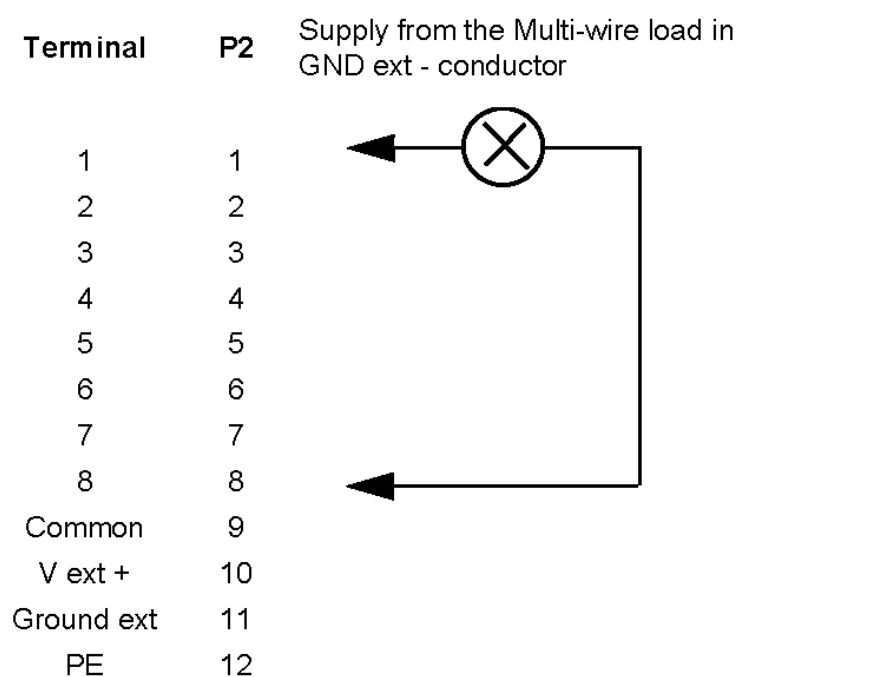 Terminal P2 Supply from the Multi-wire load in
GND ext - conductor
1 1
2 2
3 3
4 4
5 5
6 6
7 7
8 8
Common 9
V ext + 10
Ground ext 11
PE 12